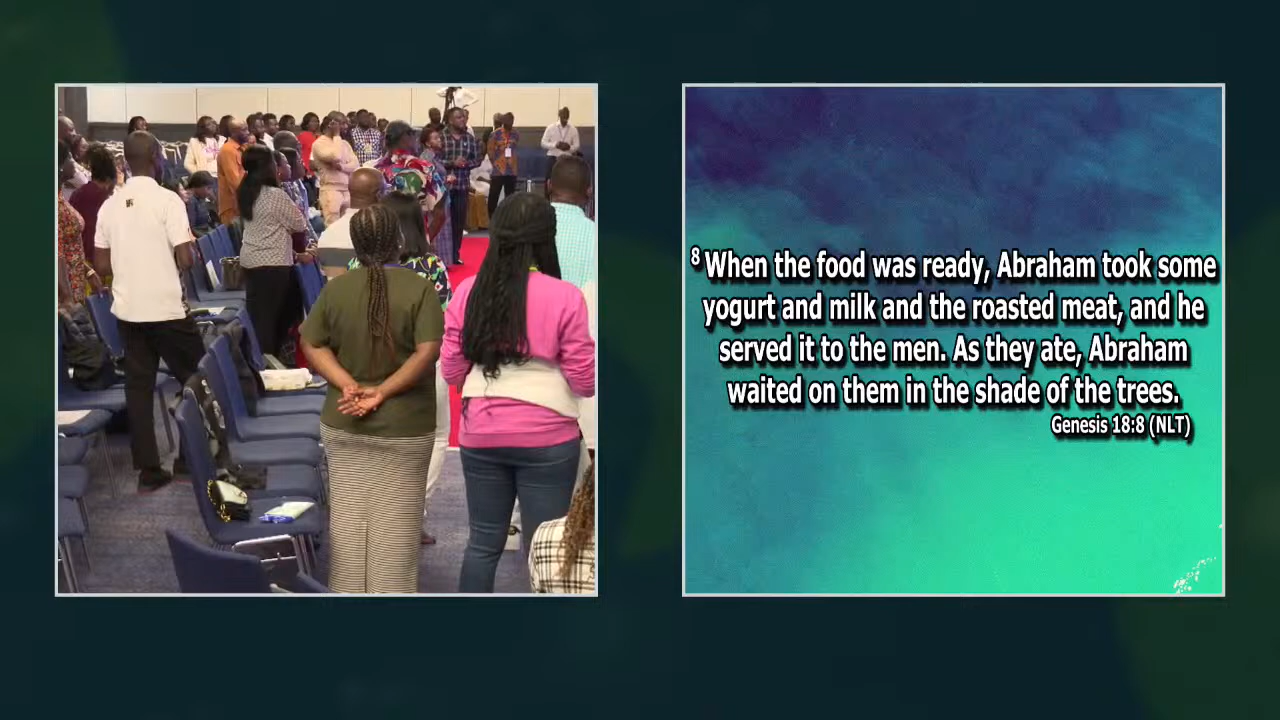 8 When the food was ready, Abraham took some
yogurt and milk and the roasted meat, and he
served it to the men. As they ate, Abraham
waited on them in the shade of the trees.
Genesis 18:8 (NLT)